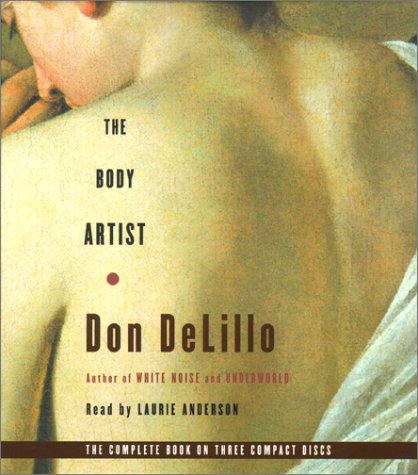 THE
BODY
ARTIST
Don DeLillo
Author of WHITE NOISE and UNDERWORLD
Read by LAURIE ANDERSON
THE COMPLETE BOOK ON THREE COMPACT DISCS